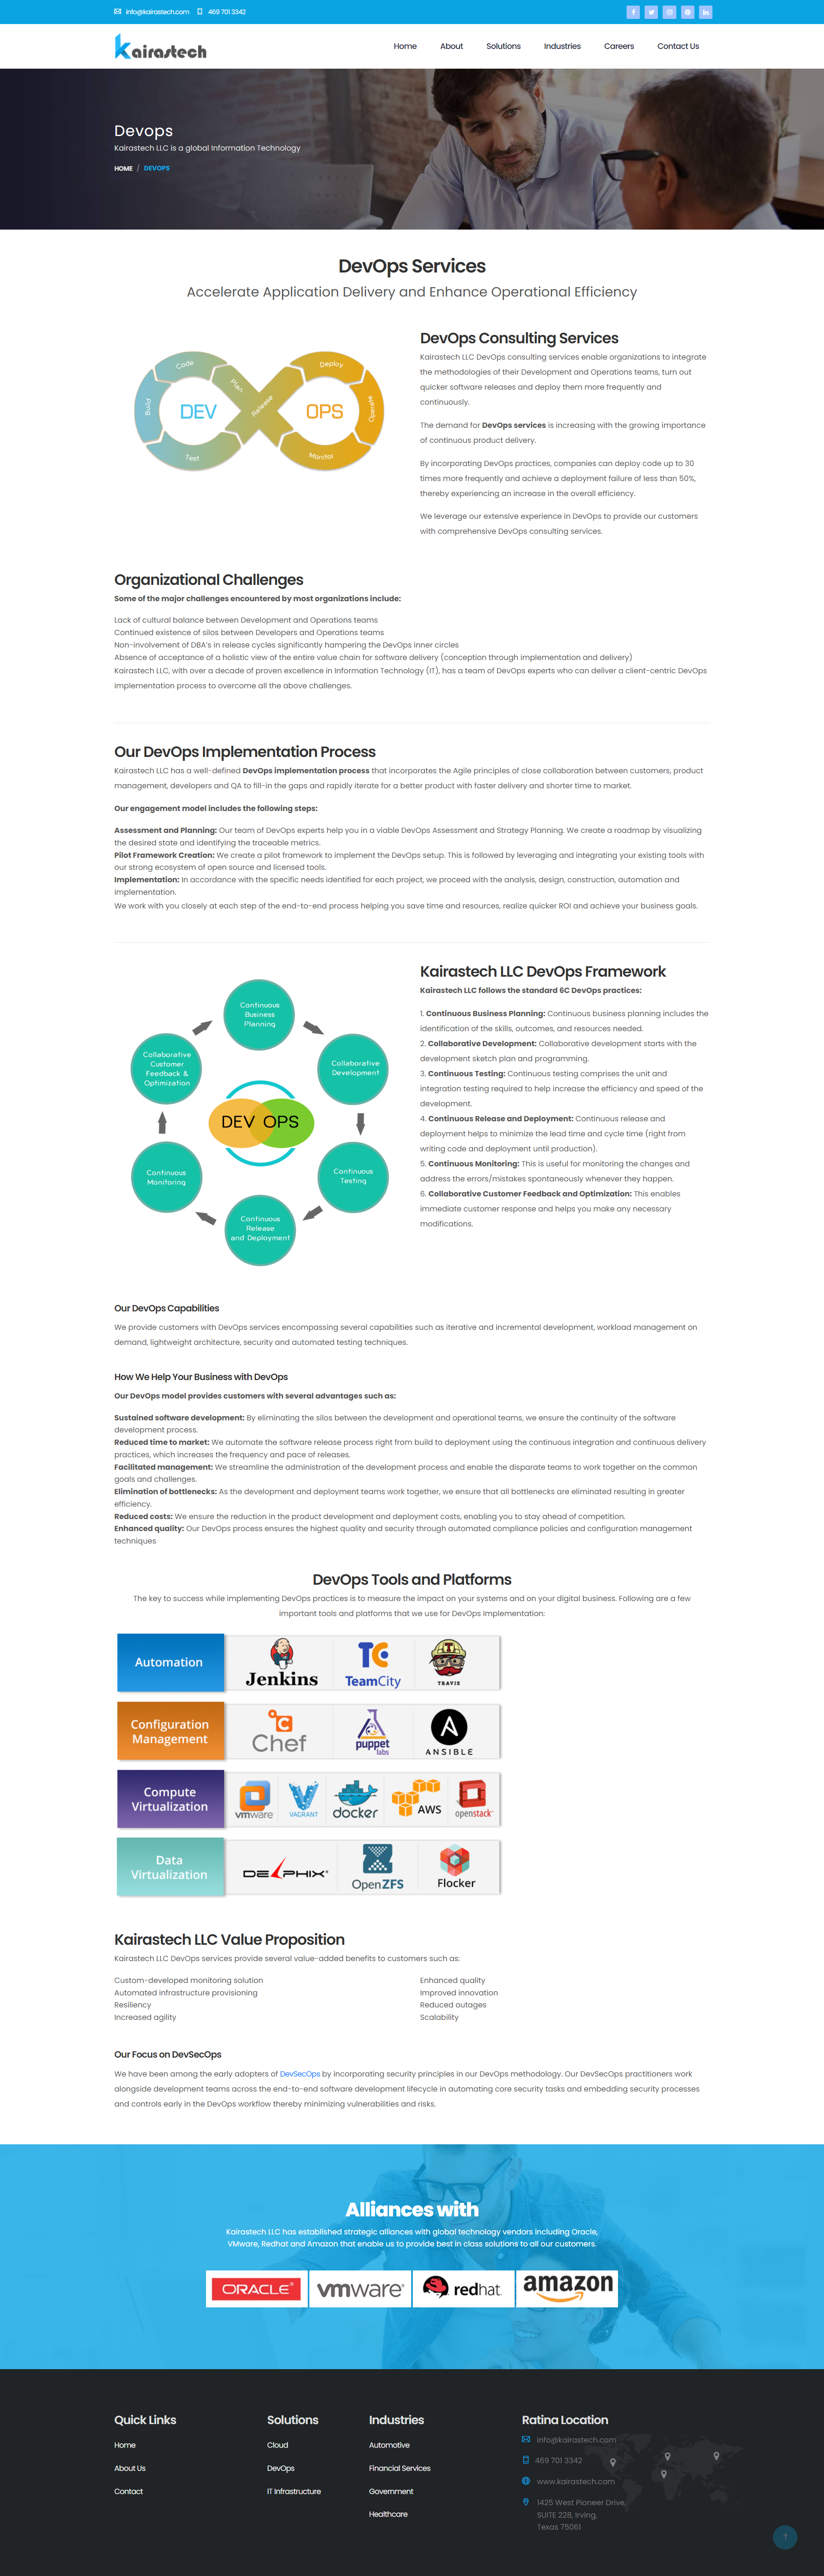 info@kairastech.com 469 701 3342
kairastech
Home About Solutions Industries Careers Contact Us
Devops
Kairastech LLC is a global Information Technology
HOME / DEVOPS
DevOps Services
Accelerate Application Delivery and Enhance Operational Efficiency
Code
Build
Test
Plan
Release
Deploy
Operate
Monitor
DEV
OPS
DevOps Consulting Services
Kairastech LLC DevOps consulting services enable organizations to integrate
the methodologies of their Development and Operations teams, turn out
quicker software releases and deploy them more frequently and
continuously.
The demand for DevOps services is increasing with the growing importance
of continuous product delivery.
By incorporating DevOps practices, companies can deploy code up to 30
times more frequently and achieve a deployment failure of less than 50%,
thereby experiencing an increase in the overall efficiency.
We leverage our extensive experience in DevOps to provide our customers
with comprehensive DevOps consulting services.
Organizational Challenges
Some of the major challenges encountered by most organizations include:
Lack of cultural balance between Development and Operations teams
Continued existence of silos between Developers and Operations teams
Non-involvement of DBA's in release cycles significantly hampering the DevOps inner circles
Absence of acceptance of a holistic view of the entire value chain for software delivery (conception through implementation and delivery)
Kairastech LLC, with over a decade of proven excellence in Information Technology (IT), has a team of DevOps experts who can deliver a client-centric DevOps
implementation process to overcome all the above challenges.
Our DevOps Implementation Process
Kairastech LLC has a well-defined DevOps implementation process that incorporates the Agile principles of close collaboration between customers, product
management, developers and QA to fill-in the gaps and rapidly iterate for a better product with faster delivery and shorter time to market.
Our engagement model includes the following steps:
Assessment and Planning: Our team of DevOps experts help you in a viable DevOps Assessment and Strategy Planning. We create a roadmap by visualizing
the desired state and identifying the traceable metrics.
Pilot Framework Creation: We create a pilot framework to implement the DevOps setup. This is followed by leveraging and integrating your existing tools with
our strong ecosystem of open source and licensed tools.
Implementation: In accordance with the specific needs identified for each project, we proceed with the analysis, design, construction, automation and
implementation.
We work with you closely at each step of the end-to-end process helping you save time and resources, realize quicker ROI and achieve your business goals.
Continuous
Business
Planning
Collaborative
Development
Continuous
Testing
Continuous
Release
and Deployment
Continuous
Monitoring
Collaborative
Customer
Feedback &
Optimization
DEV OPS
Kairastech LLC DevOps Framework
Kairastech LLC follows the standard 6C DevOps practices:
1. Continuous Business Planning: Continuous business planning includes the
identification of the skills, outcomes, and resources needed.
2. Collaborative Development: Collaborative development starts with the
development sketch plan and programming.
3. Continuous Testing: Continuous testing comprises the unit and
integration testing required to help increase the efficiency and speed of the
development.
4. Continuous Release and Deployment: Continuous release and
deployment helps to minimize the lead time and cycle time (right from
writing code and deployment until production).
5. Continuous Monitoring: This is useful for monitoring the changes and
address the errors/mistakes spontaneously whenever they happen.
6. Collaborative Customer Feedback and Optimization: This enables
immediate customer response and helps you make any necessary
modifications.
Our DevOps Capabilities
We provide customers with DevOps services encompassing several capabilities such as iterative and incremental development, workload management on
demand, lightweight architecture, security and automated testing techniques.
How We Help Your Business with DevOps
Our DevOps model provides customers with several advantages such as:
Sustained software development: By eliminating the silos between the development and operational teams, we ensure the continuity of the software
development process.
Reduced time to market: We automate the software release process right from build to deployment using the continuous integration and continuous delivery
practices, which increases the frequency and pace of releases.
Facilitated management: We streamline the administration of the development process and enable the disparate teams to work together on the common
goals and challenges.
Elimination of bottlenecks: As the development and deployment teams work together, we ensure that all bottlenecks are eliminated resulting in greater
efficiency.
Reduced costs: We ensure the reduction in the product development and deployment costs, enabling you to stay ahead of competition.
Enhanced quality: Our DevOps process ensures the highest quality and security through automated compliance policies and configuration management
techniques
DevOps Tools and Platforms
The key to success while implementing DevOps practices is to measure the impact on your systems and on your digital business. Following are a few
important tools and platforms that we use for DevOps Implementation:
Automation
Jenkins
TC
TeamCity
TRAVIS
Configuration
Management
Chef
puppet
labs
ANSIBLE
Compute
Virtualization
vmware
VAGRANT
docker
AWS
openstack
Data
Virtualization
DELPHIX
OpenZFS
Flocker
Kairastech LLC Value Proposition
Kairastech LLC DevOps services provide several value-added benefits to customers such as:
Custom-developed monitoring solution
Automated infrastructure provisioning
Resiliency
Increased agility
Enhanced quality
Improved innovation
Reduced outages
Scalability
Our Focus on DevSecOps
We have been among the early adopters of DevSecOps by incorporating security principles in our DevOps methodology. Our DevSecOps practitioners work
alongside development teams across the end-to-end software development lifecycle in automating core security tasks and embedding security processes
and controls early in the DevOps workflow thereby minimizing vulnerabilities and risks.
Alliances with
Kairastech LLC has established strategic alliances with global technology vendors including Oracle,
VMware, Redhat and Amazon that enable us to provide best in class solutions to all our customers.
ORACLE
vmware
redhat
amazon
Quick Links
Home
About Us
Contact
Solutions
Cloud
DevOps
IT Infrastructure
Industries
Automotive
Financial Services
Government
Healthcare
Ratina Location
info@kairastech.com
469 701 3342
www.kairastech.com
1425 West Pioneer Drive,
SUITE 228, Irving,
Texas 75061